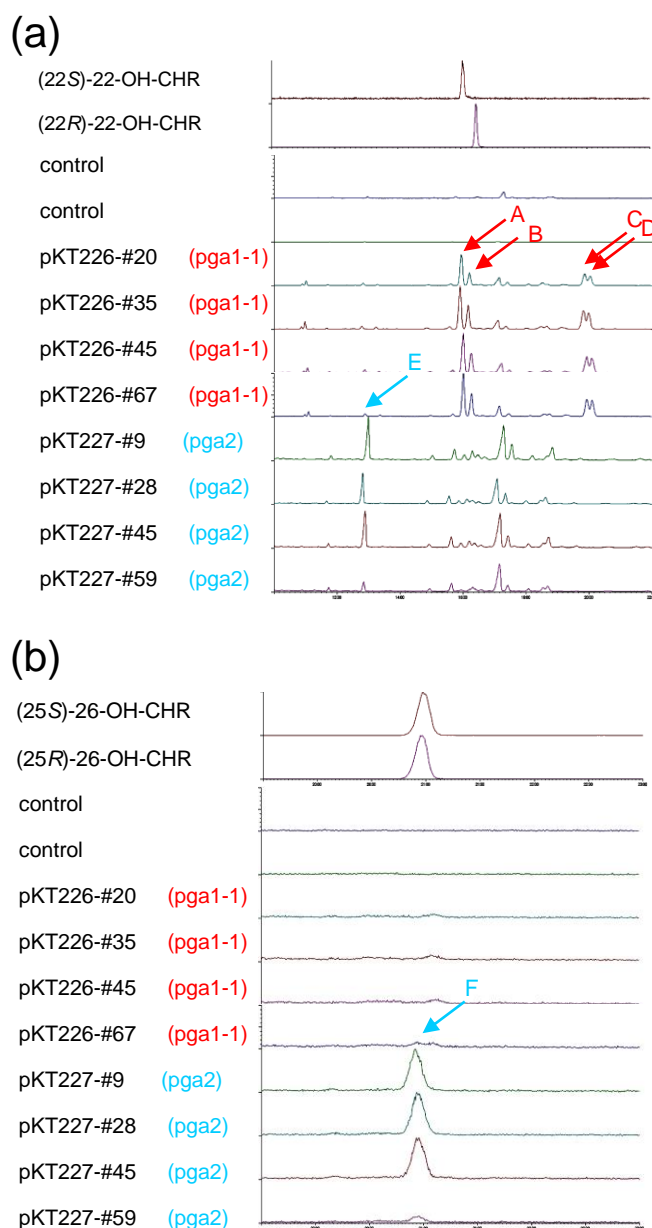 (a)
(22S)-22-OH-CHR
(22R)-22-OH-CHR
control
control
A
B
C
D
pKT226-#20 (pga1-1)
pKT226-#35 (pga1-1)
pKT226-#45 (pga1-1)
E
pKT226-#67 (pga1-1)
pKT227-#9 (pga2)
pKT227-#28 (pga2)
pKT227-#45 (pga2)
pKT227-#59 (pga2)
(b)
(25S)-26-OH-CHR
(25R)-26-OH-CHR
control
control
pKT226-#20 (pga1-1)
pKT226-#35 (pga1-1)
pKT226-#45 (pga1-1)
F
pKT226-#67 (pga1-1)
pKT227-#9 (pga2)
pKT227-#28 (pga2)
pKT227-#45 (pga2)
pKT227-#59 (pga2)